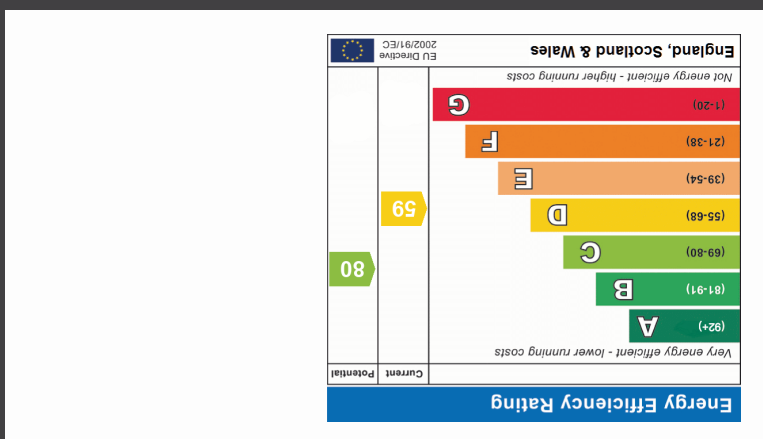 Energy Efficiency Rating
Current Potential
Very energy efficient - lower running costs
(92+) A
(81-91) B
(69-80) C
80
(55-68) D
59
(39-54) E
(21-38) F
(1-20) G
Not energy efficient - higher running costs
England, Scotland & Wales
EU Directive
2002/91/EC